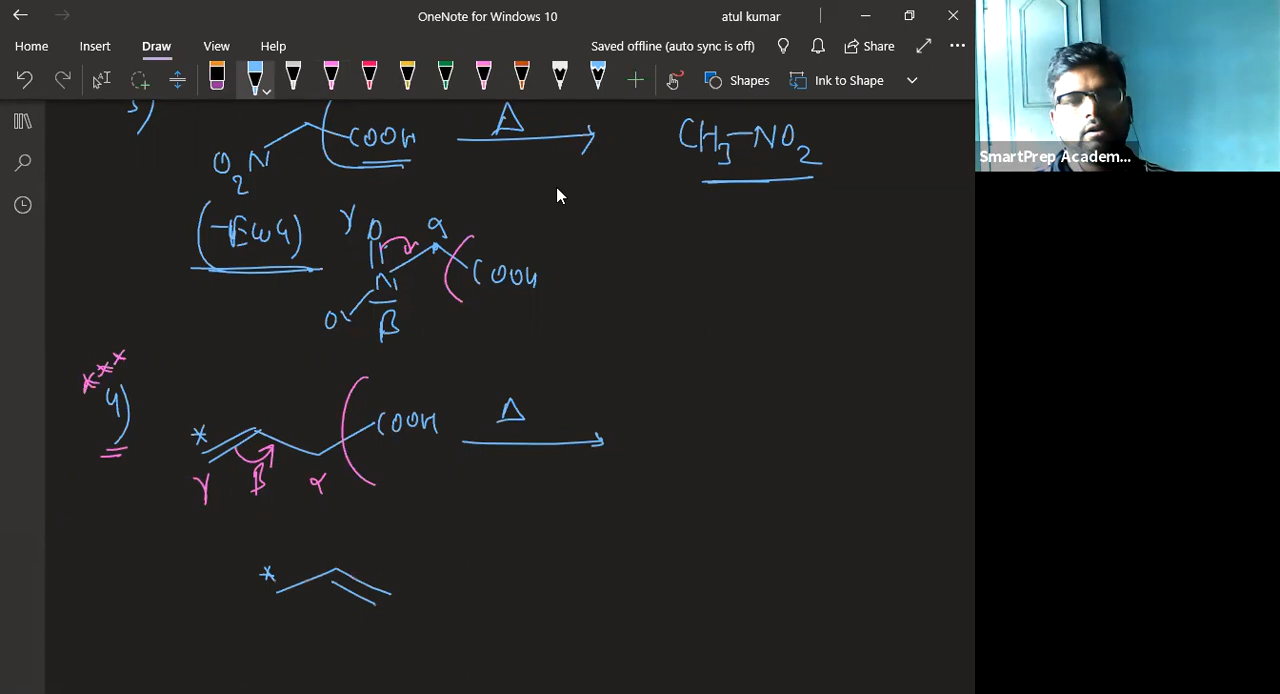 OneNote for Windows 10
atul kumar
Home Insert Draw View Help
Saved offline (auto sync is off)
Share
Shapes
Ink to Shape
SmartPrep Academ...
3)
O2N COOH Δ CH3-NO2
(-EWG)
γ O α
N COOH
O β
***
4)
* COOH Δ
γ β α
*